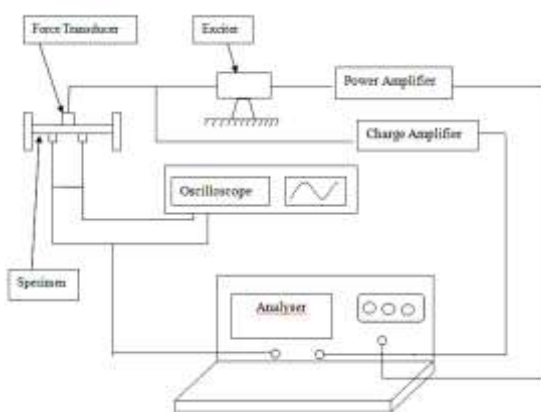 Force Transducer
Exciter
Power Amplifier
Charge Amplifier
Oscilloscope
Specimen
Analyser